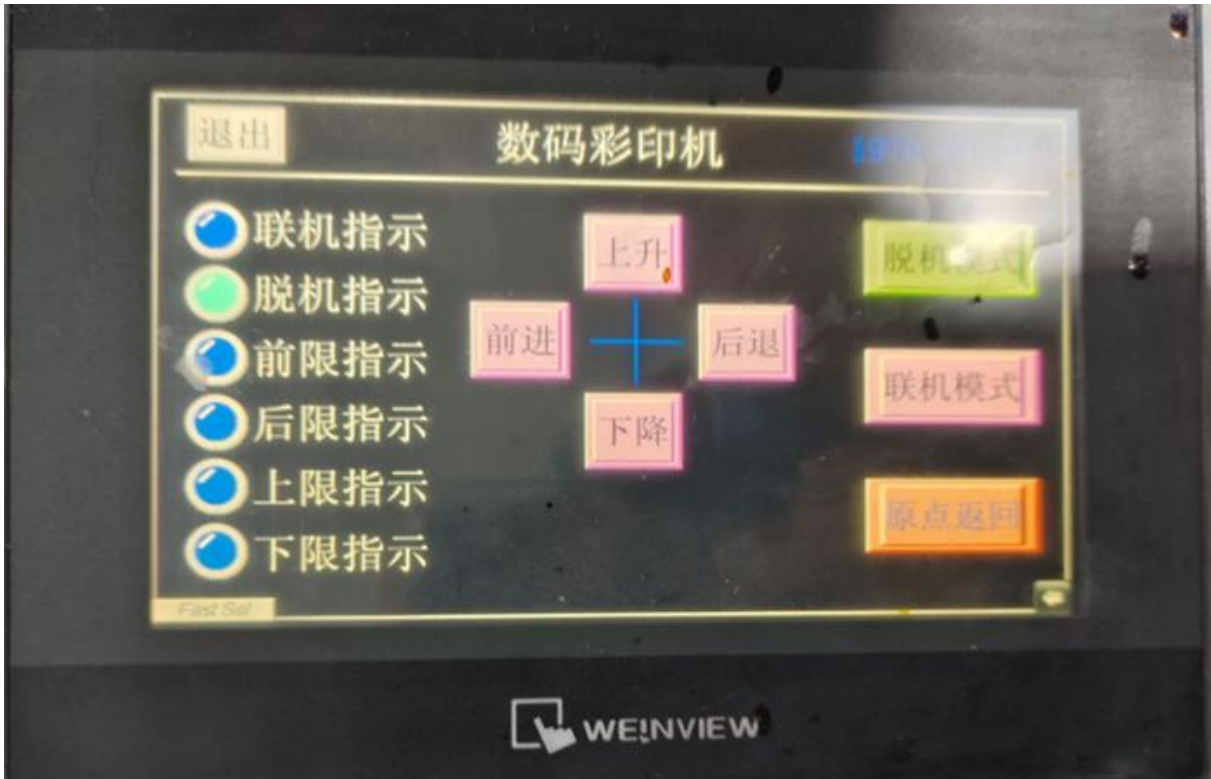 退出
数码彩印机
联机指示
脱机指示
前限指示
后限指示
上限指示
下限指示
上升
前进
后退
下降
脱机模式
联机模式
原点返回
Fast Sel
WEINVIEW